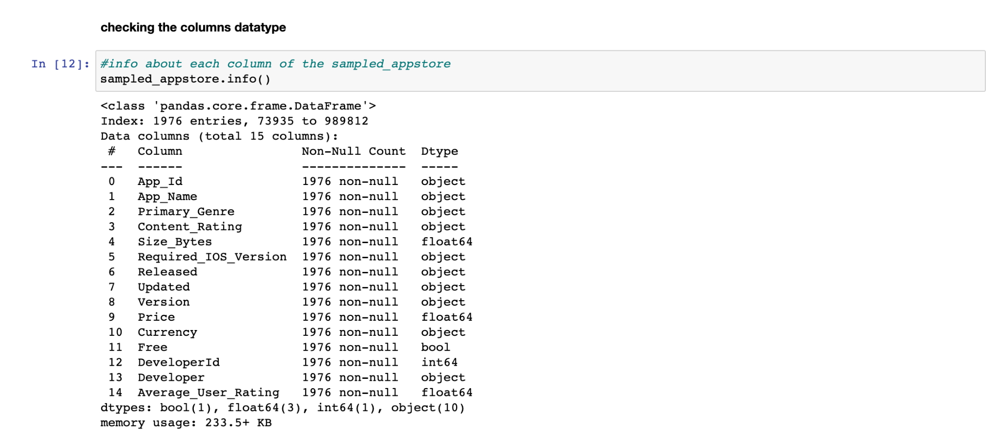 checking the columns datatype
In [12]: #info about each column of the sampled_appstore
sampled_appstore.info()
<class 'pandas.core.frame.DataFrame'>
Index: 1976 entries, 73935 to 989812
Data columns (total 15 columns):
 #   Column                Non-Null Count  Dtype
---  ------                --------------  -----
 0   App_Id                1976 non-null   object
 1   App_Name              1976 non-null   object
 2   Primary_Genre         1976 non-null   object
 3   Content_Rating        1976 non-null   object
 4   Size_Bytes            1976 non-null   float64
 5   Required_IOS_Version  1976 non-null   object
 6   Released              1976 non-null   object
 7   Updated               1976 non-null   object
 8   Version               1976 non-null   object
 9   Price                 1976 non-null   float64
 10  Currency              1976 non-null   object
 11  Free                  1976 non-null   bool
 12  DeveloperId           1976 non-null   int64
 13  Developer             1976 non-null   object
 14  Average_User_Rating   1976 non-null   float64
dtypes: bool(1), float64(3), int64(1), object(10)
memory usage: 233.5+ KB